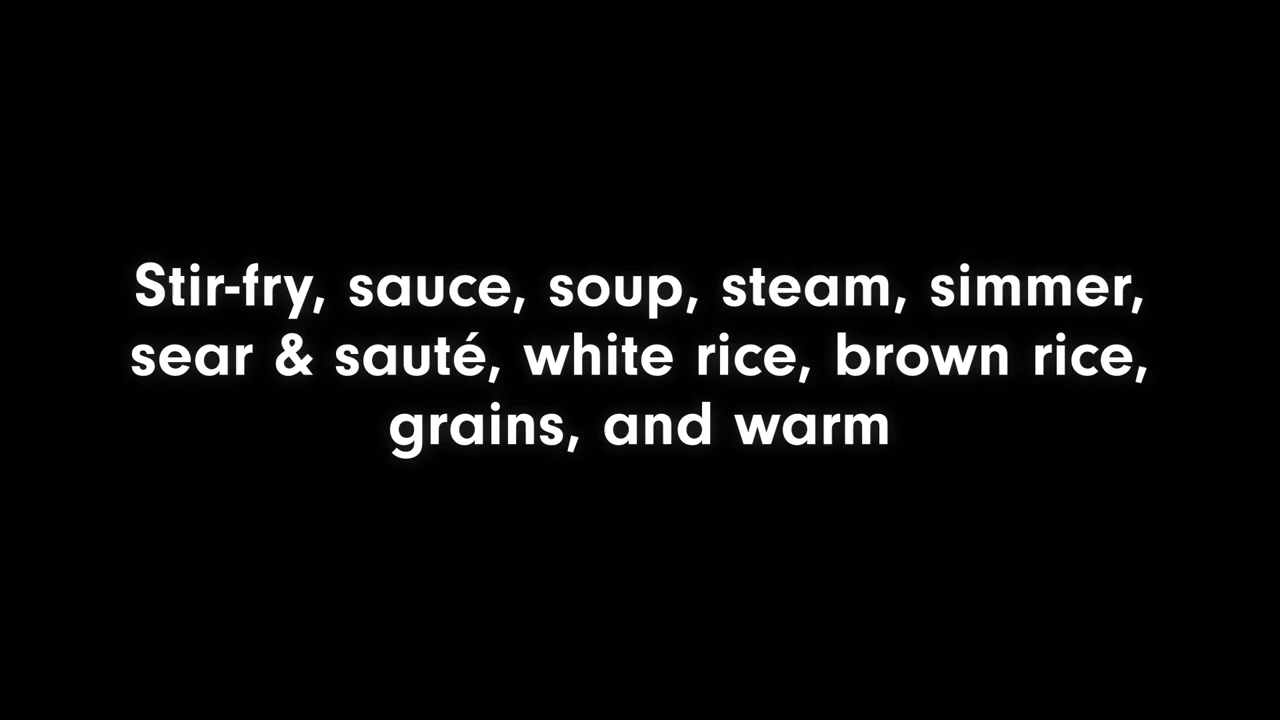 Stir-fry, sauce, soup, steam, simmer,
sear & sauté, white rice, brown rice,
grains, and warm